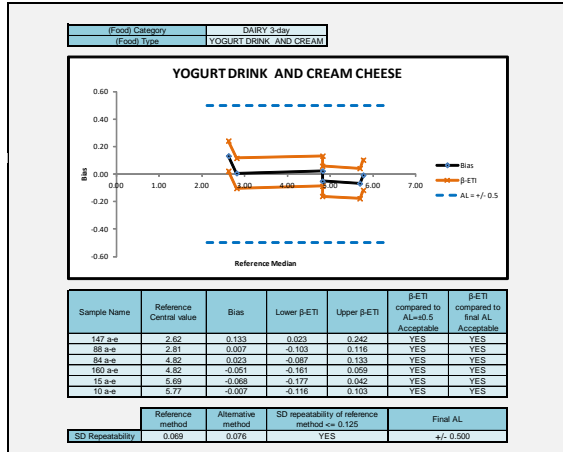 (Food) Category DAIRY 3-day
(Food) Type YOGURT DRINK AND CREAM
YOGURT DRINK AND CREAM CHEESE
0.60
0.40
0.20
0.00
-0.20
-0.40
-0.60
0.00 1.00 2.00 3.00 4.00 5.00 6.00 7.00
Bias
Reference Median
Bias
β-ETI
AL = +/- 0.5
Sample Name Reference Central value Bias Lower β-ETI Upper β-ETI β-ETI compared to AL=±0.5 Acceptable β-ETI compared to final AL Acceptable
147 a-e 2.62 0.133 0.023 0.242 YES YES
88 a-e 2.81 0.007 -0.103 0.116 YES YES
84 a-e 4.82 0.023 -0.087 0.133 YES YES
160 a-e 4.82 -0.051 -0.161 0.059 YES YES
15 a-e 5.69 -0.068 -0.177 0.042 YES YES
10 a-e 5.77 -0.007 -0.116 0.103 YES YES
Reference method Alternative method SD repeatability of reference method <= 0.125 Final AL
SD Repeatability 0.069 0.076 YES +/- 0.500